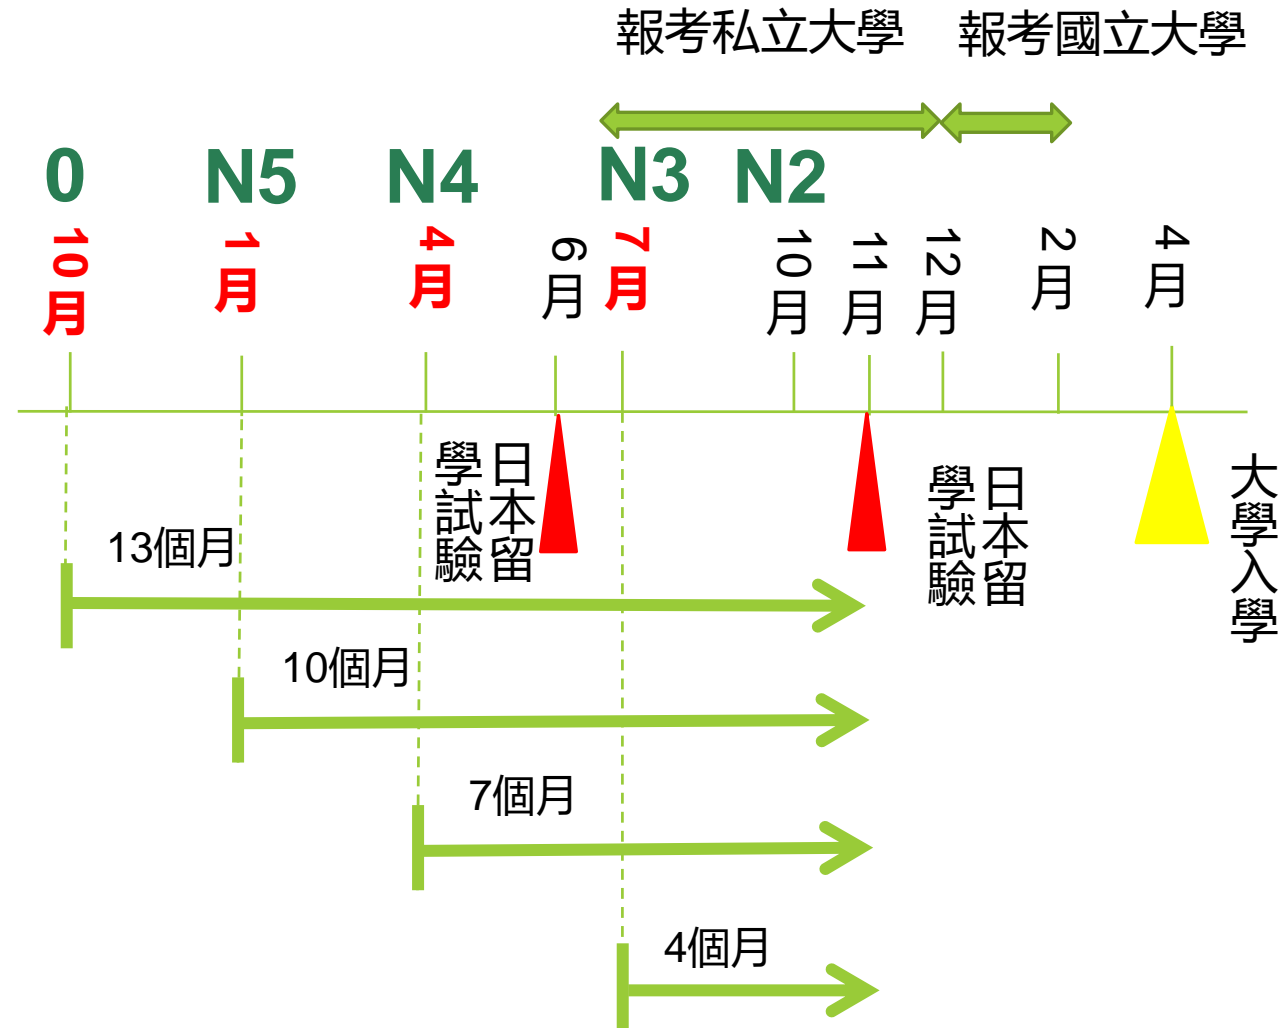 報考私立大學
報考國立大學
0
N5
N4
N3
N2
10月
1月
4月
6月
7月
10月
11月
12月
2月
4月
日本留
學試驗
日本留
學試驗
大學入學
13個月
10個月
7個月
4個月